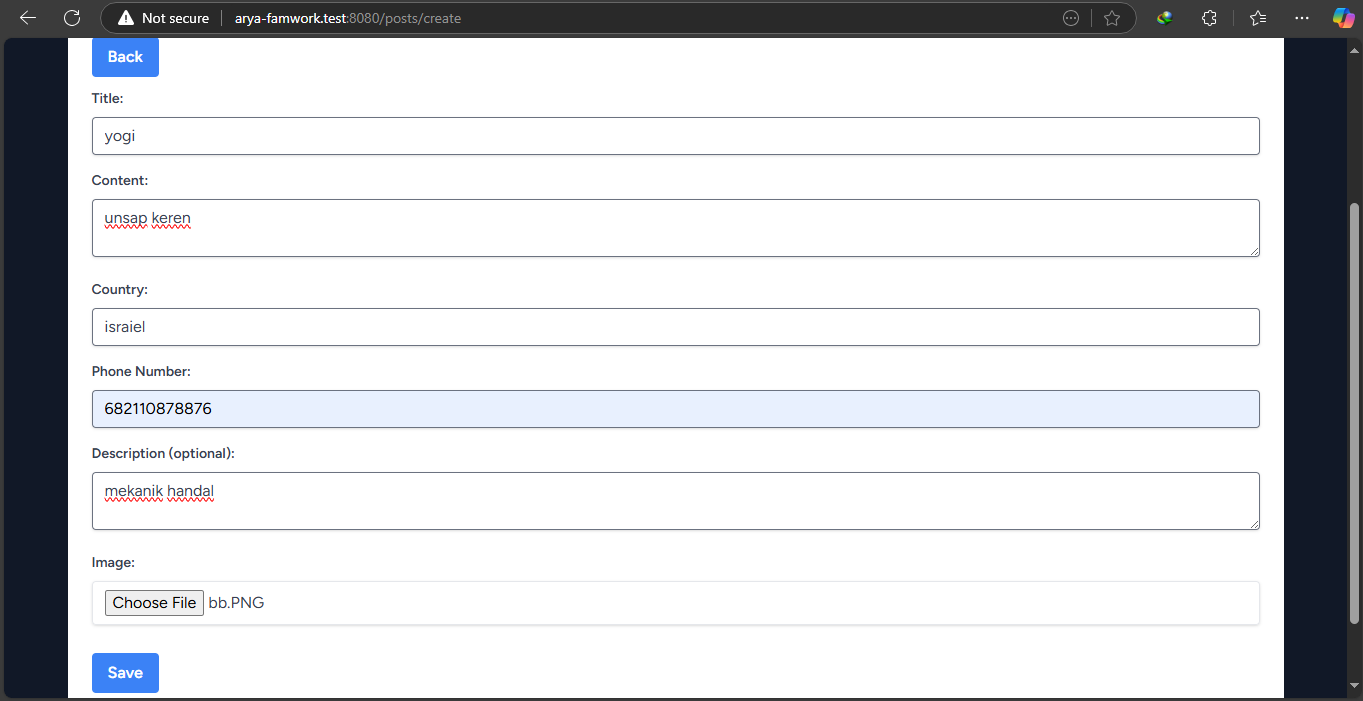 Not secure arya-famwork.test:8080/posts/create
Back
Title:
yogi
Content:
unsap keren
Country:
israiel
Phone Number:
682110878876
Description (optional):
mekanik handal
Image:
Choose File bb.PNG
Save